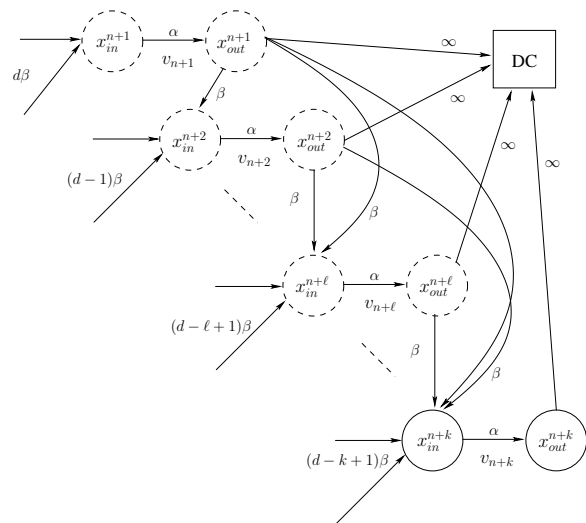 x_{in}^{n+1} α v_{n+1} x_{out}^{n+1} ∞ DC
dβ β ∞
x_{in}^{n+2} α v_{n+2} x_{out}^{n+2} ∞ ∞
(d−1)β β β
x_{in}^{n+ℓ} α v_{n+ℓ} x_{out}^{n+ℓ}
(d−ℓ+1)β β β
x_{in}^{n+k} α v_{n+k} x_{out}^{n+k}
(d−k+1)β